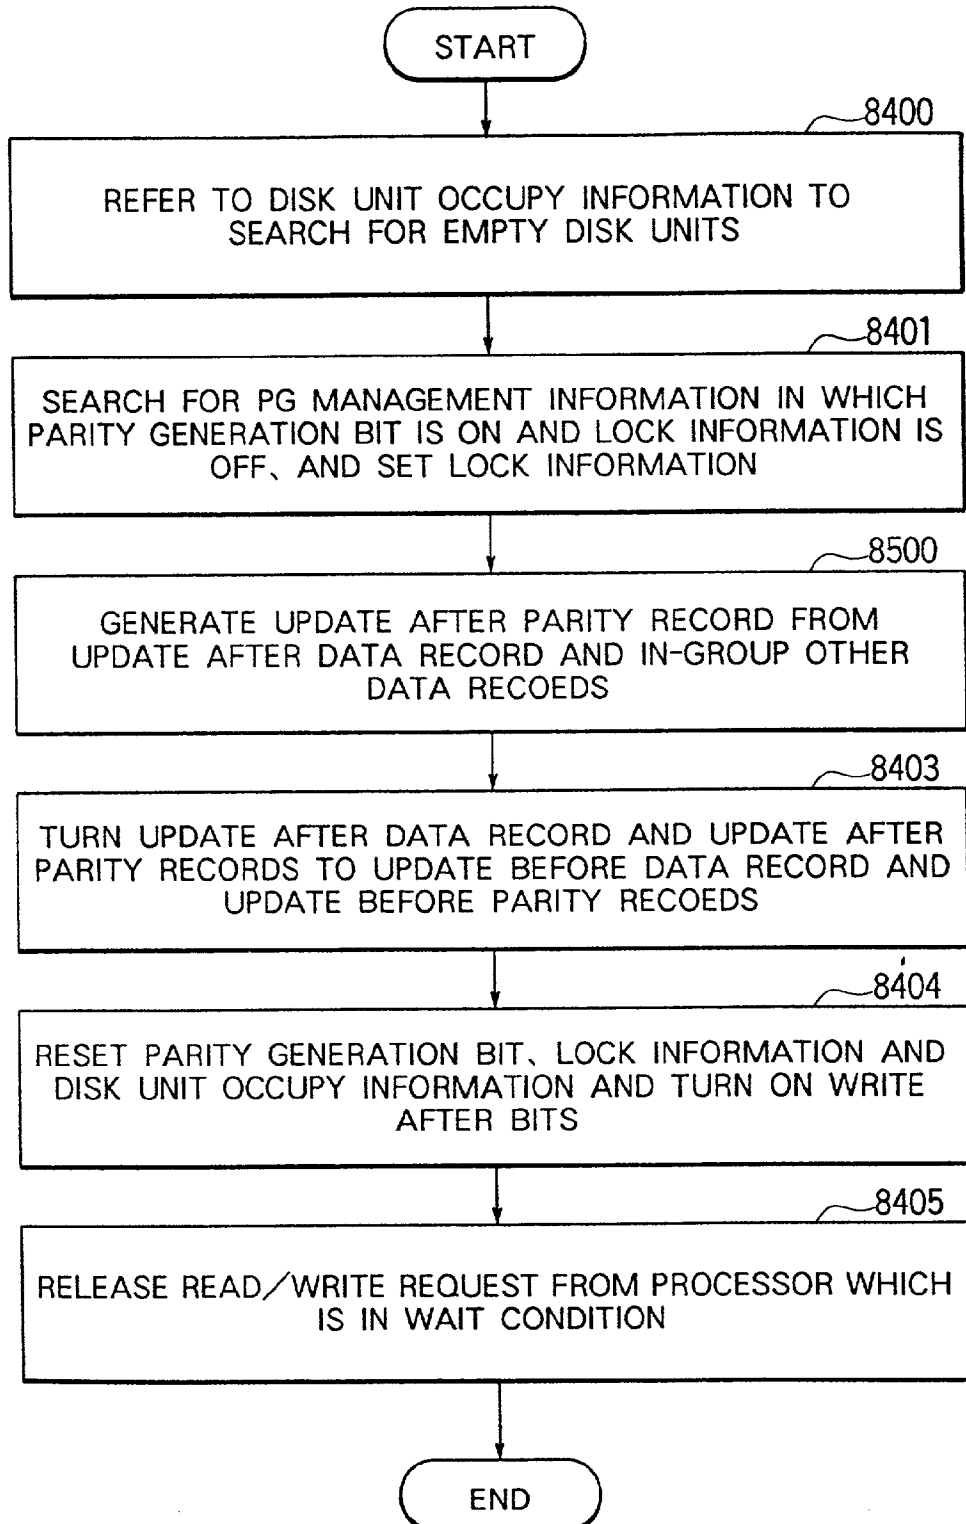 START
8400
REFER TO DISK UNIT OCCUPY INFORMATION TO
SEARCH FOR EMPTY DISK UNITS
8401
SEARCH FOR PG MANAGEMENT INFORMATION IN WHICH
PARITY GENERATION BIT IS ON AND LOCK INFORMATION IS
OFF、AND SET LOCK INFORMATION
8500
GENERATE UPDATE AFTER PARITY RECORD FROM
UPDATE AFTER DATA RECORD AND IN-GROUP OTHER
DATA RECOEDS
8403
TURN UPDATE AFTER DATA RECORD AND UPDATE AFTER
PARITY RECORDS TO UPDATE BEFORE DATA RECORD AND
UPDATE BEFORE PARITY RECOEDS
8404
RESET PARITY GENERATION BIT、LOCK INFORMATION AND
DISK UNIT OCCUPY INFORMATION AND TURN ON WRITE
AFTER BITS
8405
RELEASE READ/WRITE REQUEST FROM PROCESSOR WHICH
IS IN WAIT CONDITION
END